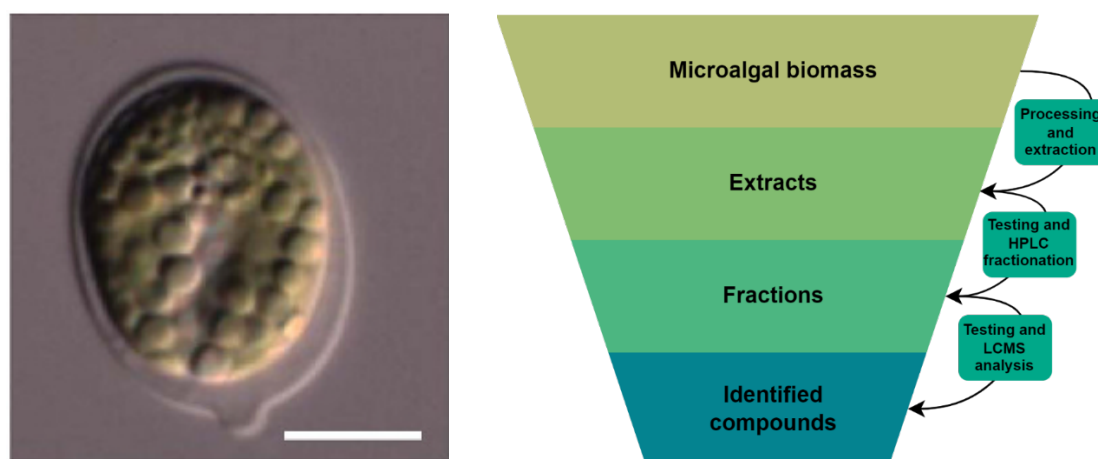 Microalgal biomass
Processing
and
extraction
Extracts
Testing and
HPLC
fractionation
Fractions
Testing and
LCMS
analysis
Identified
compounds